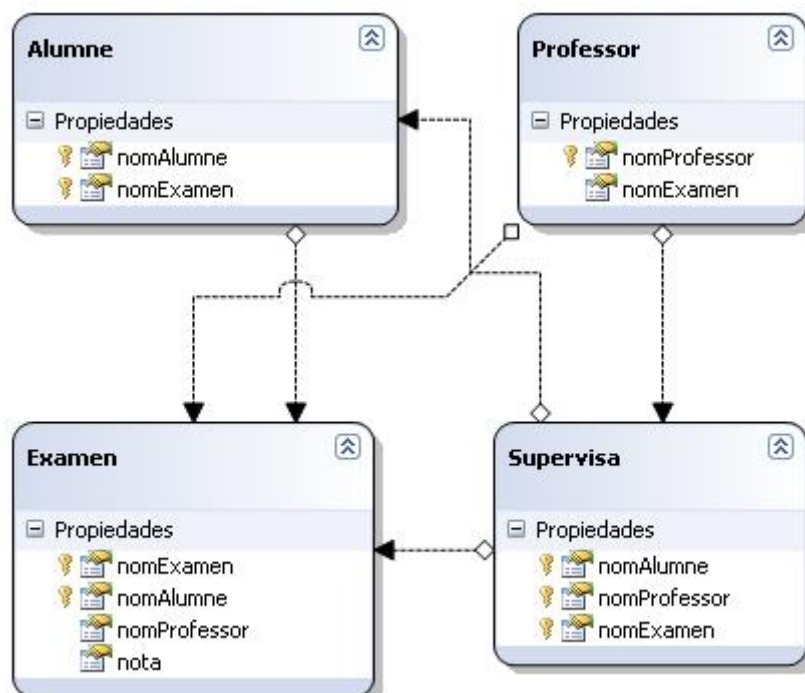 Alumne
Propiedades
nomAlumne
nomExamen
Professor
Propiedades
nomProfessor
nomExamen
Examen
Propiedades
nomExamen
nomAlumne
nomProfessor
nota
Supervisa
Propiedades
nomAlumne
nomProfessor
nomExamen